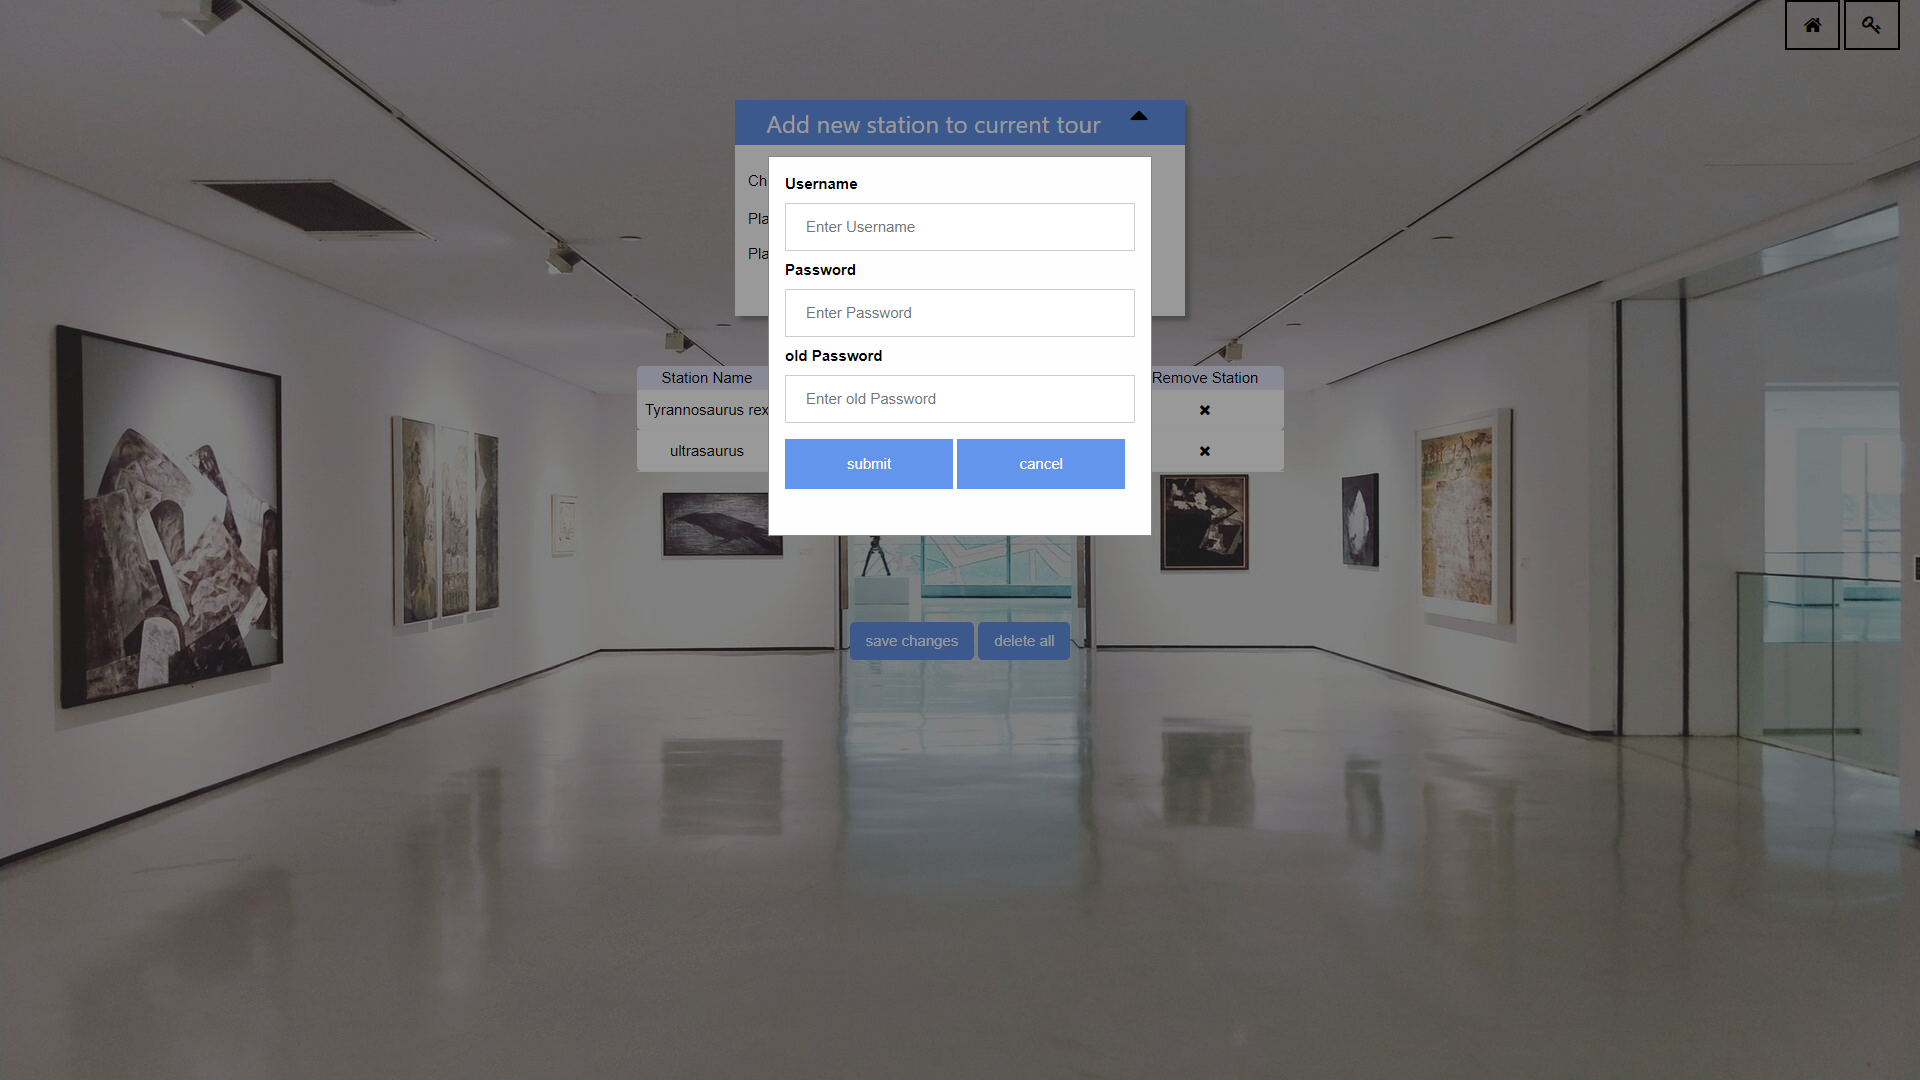 Add new station to current tour
Ch
Pla
Pla
Username
Enter Username
Password
Enter Password
old Password
Enter old Password
submit cancel
Station Name Remove Station
Tyrannosaurus rex
ultrasaurus
save changes delete all